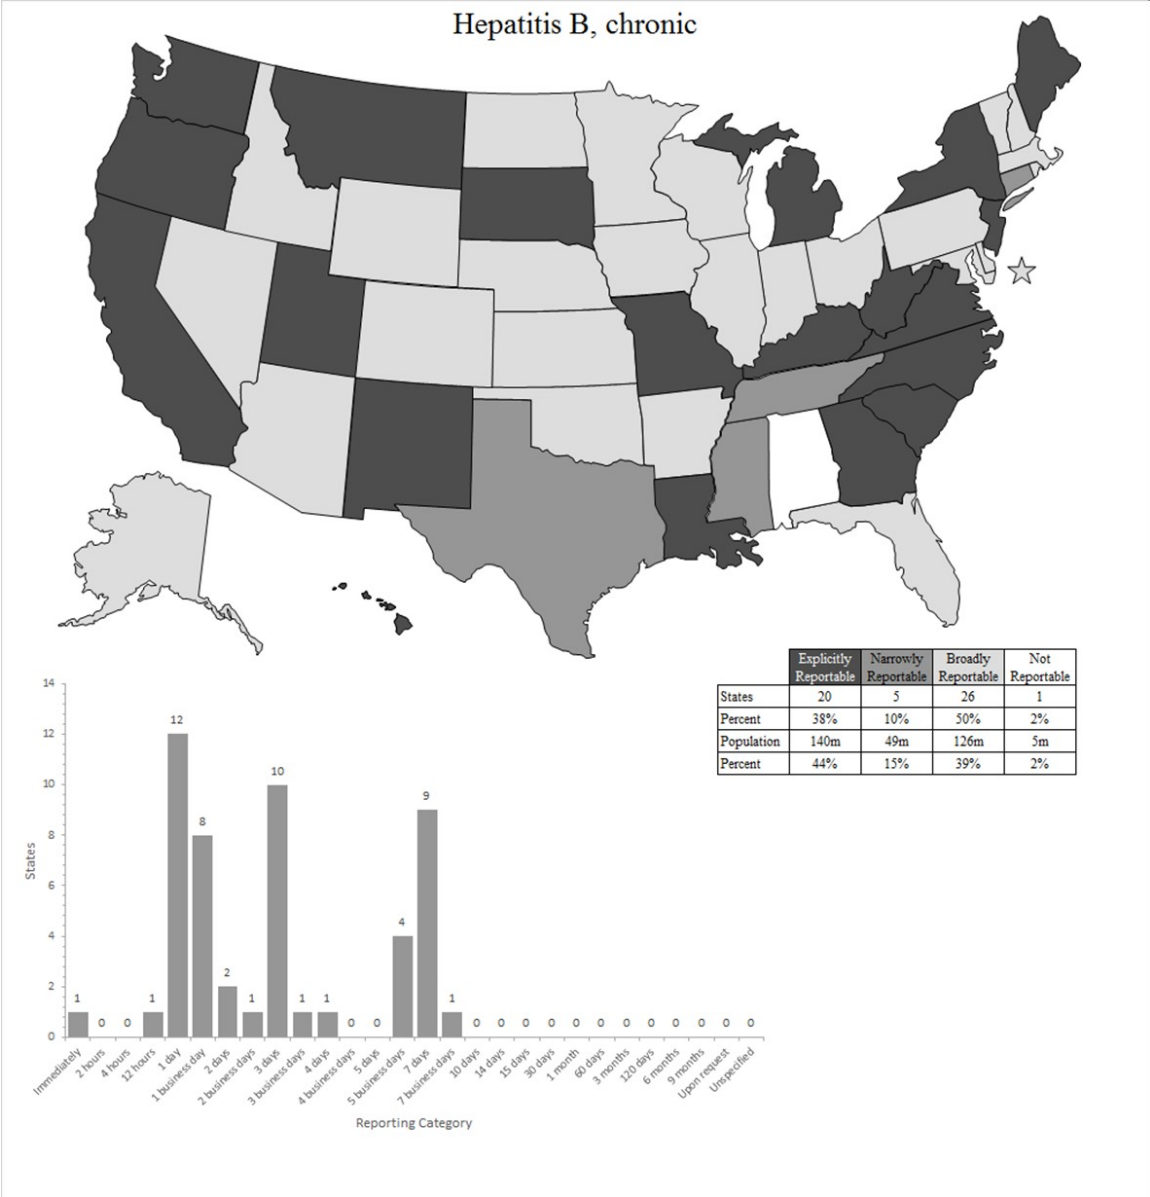 Hepatitis B, chronic
Explicitly Reportable Narrowly Reportable Broadly Reportable Not Reportable
States 20 5 26 1
Percent 38% 10% 50% 2%
Population 140m 49m 126m 5m
Percent 44% 15% 39% 2%
14
12
10
8
6
4
2
0
States
1 0 0 1 12 8 2 1 10 1 1 0 0 4 9 1 0 0 0 0 0 0 0 0 0 0 0 0
Immediately
2 hours
4 hours
12 hours
1 day
1 business day
2 days
2 business days
3 days
3 business days
4 days
4 business days
5 days
5 business days
7 days
7 business days
10 days
14 days
15 days
30 days
1 month
60 days
3 months
120 days
6 months
9 months
Upon request
Unspecified
Reporting Category